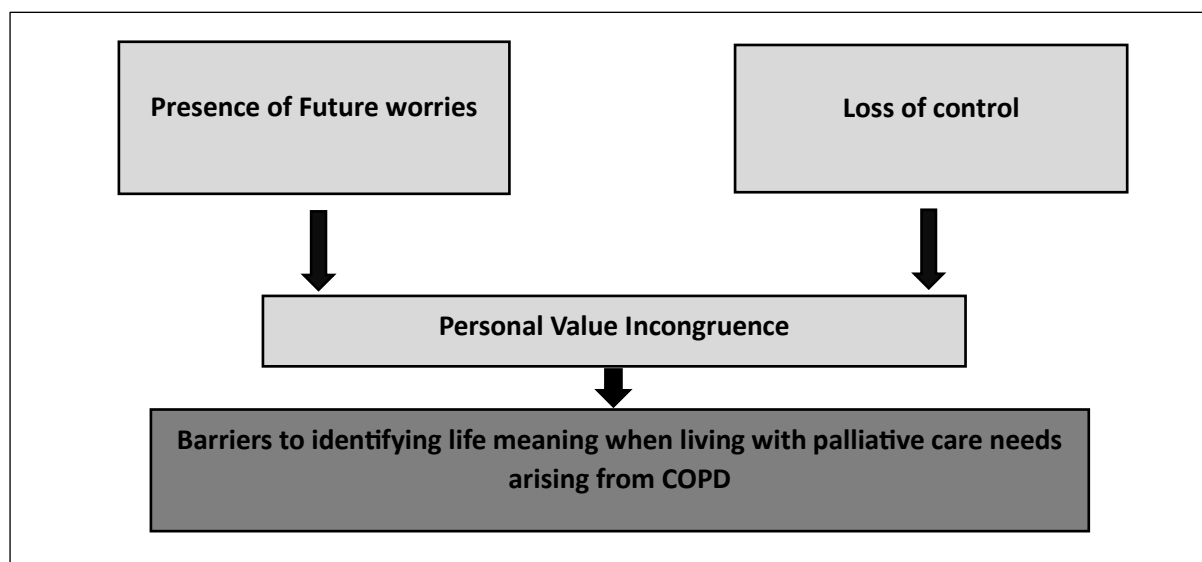 Presence of Future worries
Loss of control
Personal Value Incongruence
Barriers to identifying life meaning when living with palliative care needs
arising from COPD